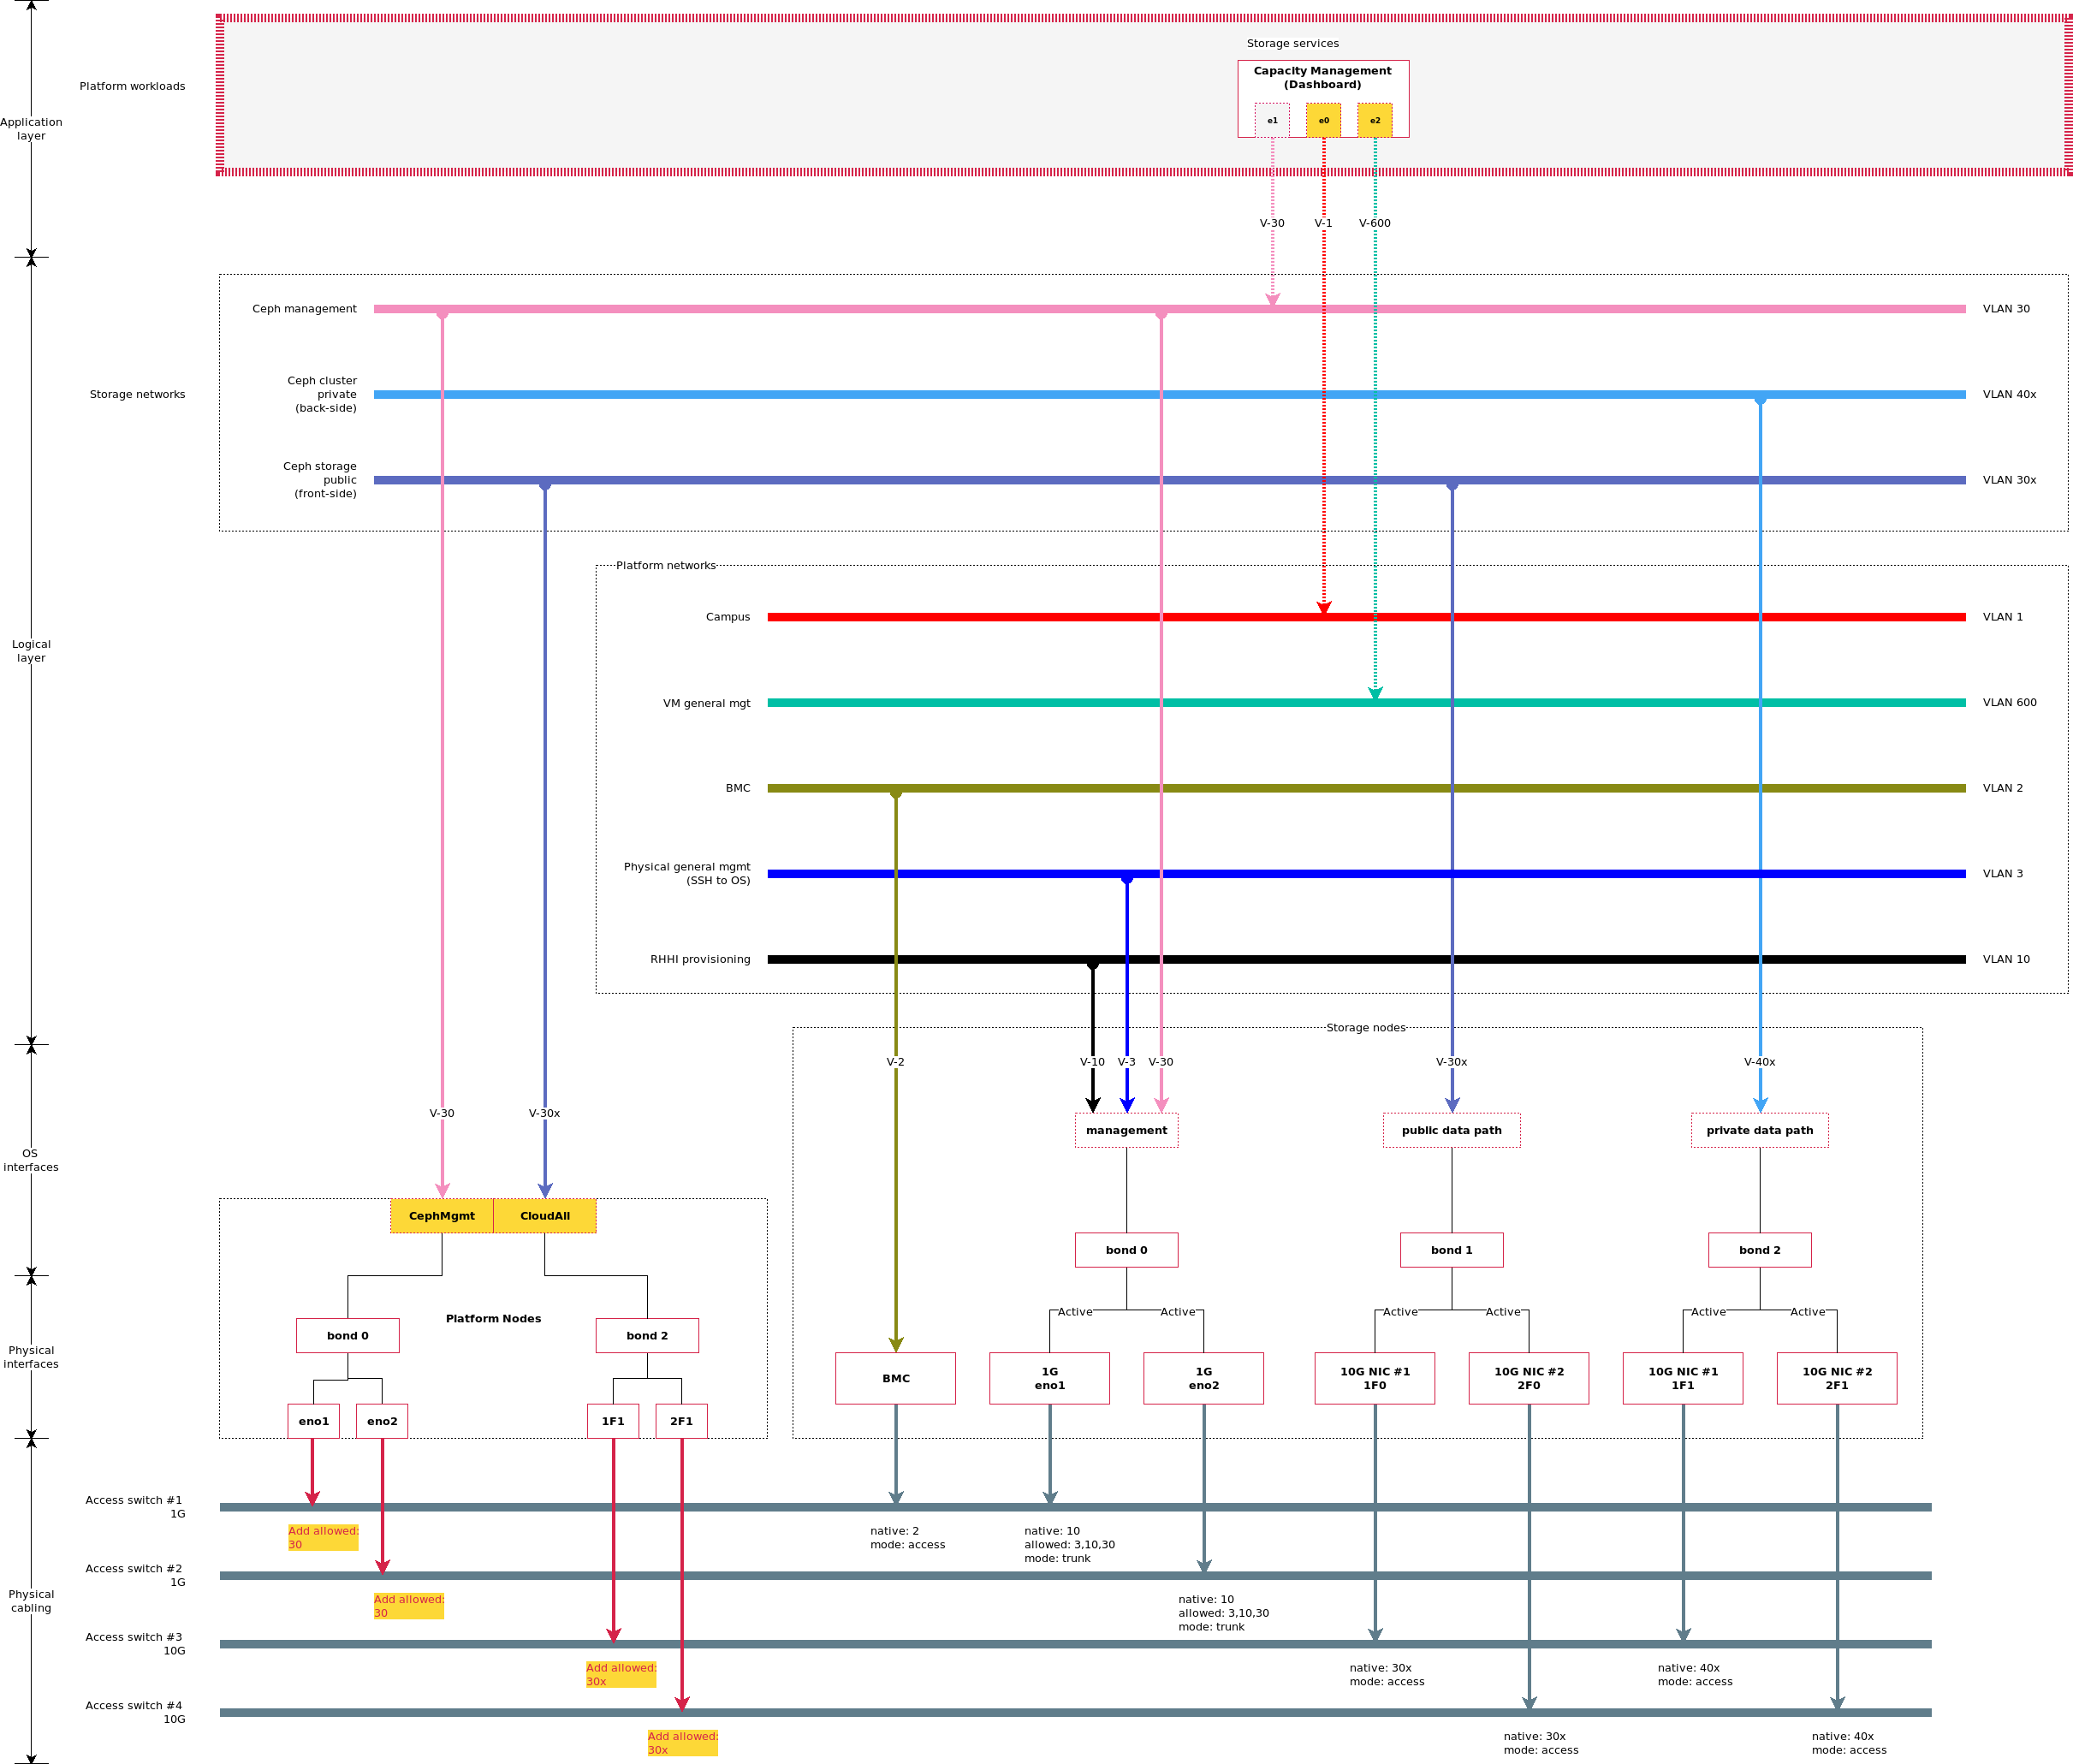 Storage services
Platform workloads
Capacity Management
(Dashboard)
e1
e0
e2
Application
layer
V-30
V-1
V-600
Ceph management
VLAN 30
Storage networks
Ceph cluster
private
(back-side)
VLAN 40x
Ceph storage
public
(front-side)
VLAN 30x
Platform networks
Campus
VLAN 1
Logical
layer
VM general mgt
VLAN 600
BMC
VLAN 2
Physical general mgmt
(SSH to OS)
VLAN 3
RHHI provisioning
VLAN 10
Storage nodes
V-2
V-10
V-3
V-30
V-30x
V-40x
V-30
V-30x
management
public data path
private data path
OS
interfaces
CephMgmt
CloudAll
bond 0
bond 1
bond 2
Active
Active
Active
Active
Active
Active
Platform Nodes
bond 0
bond 2
Physical
interfaces
BMC
1G
eno1
1G
eno2
10G NIC #1
1F0
10G NIC #2
2F0
10G NIC #1
1F1
10G NIC #2
2F1
eno1
eno2
1F1
2F1
Access switch #1
1G
Add allowed:
30
native: 2
mode: access
native: 10
allowed: 3,10,30
mode: trunk
Access switch #2
1G
Physical
cabling
Add allowed:
30
native: 10
allowed: 3,10,30
mode: trunk
Access switch #3
10G
Add allowed:
30x
native: 30x
mode: access
native: 40x
mode: access
Access switch #4
10G
Add allowed:
30x
native: 30x
mode: access
native: 40x
mode: access